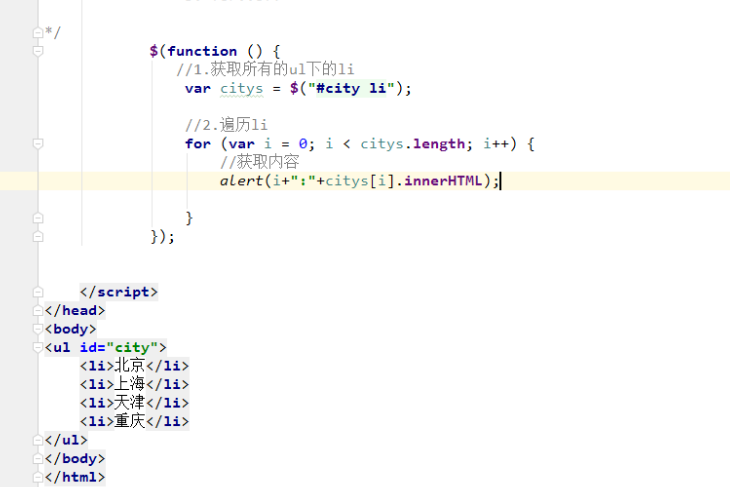 */
$(function () {
//1.获取所有的ul下的li
var citys = $("#city li");
//2.遍历li
for (var i = 0; i < citys.length; i++) {
//获取内容
alert(i+":"+citys[i].innerHTML);
}
});
</script>
</head>
<body>
<ul id="city">
<li>北京</li>
<li>上海</li>
<li>天津</li>
<li>重庆</li>
</ul>
</body>
</html>